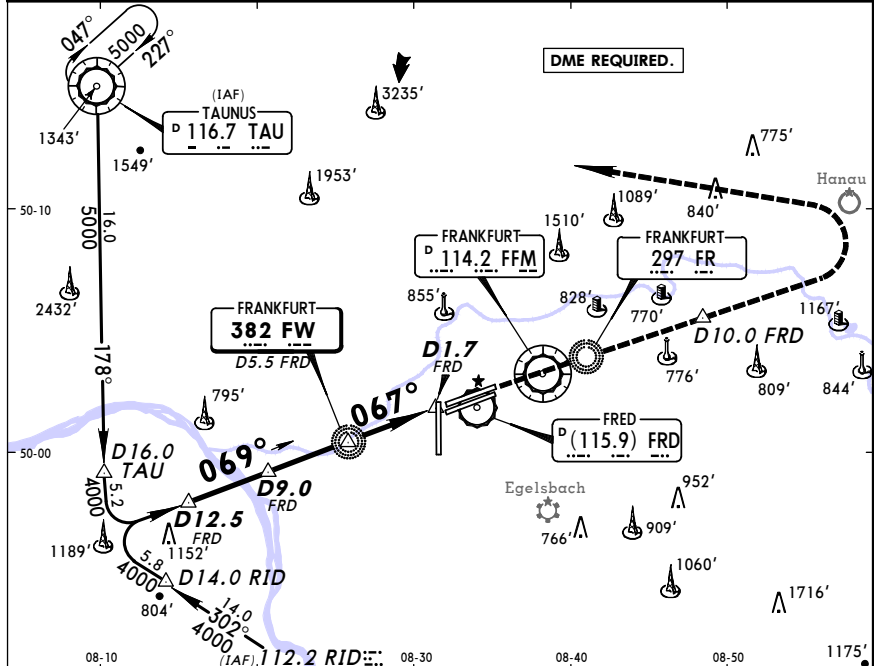 047°
5000
227°
DME REQUIRED.
(IAF)
TAUNUS
D 116.7 TAU
1343'
1549'
3235'
775'
1953'
Hanau
50-10
16.0
5000
1089'
840'
1510'
FRANKFURT
D 114.2 FFM
FRANKFURT
297 FR
2432'
855'
828'
770'
1167'
FRANKFURT
382 FW
D5.5 FRD
D10.0 FRD
D1.7
FRD
178°
776'
809'
844'
795'
067°
FRED
D (115.9) FRD
50-00
069°
D16.0
TAU
D9.0
FRD
5.2
4000
D12.5
FRD
Egelsbach
952'
766'
909'
1189'
1152'
5.8
4000
D14.0 RID
1060'
804'
1716'
14.0
302°
4000
(IAF)
112.2 RID
08-10
08-30
08-40
08-50
1175'